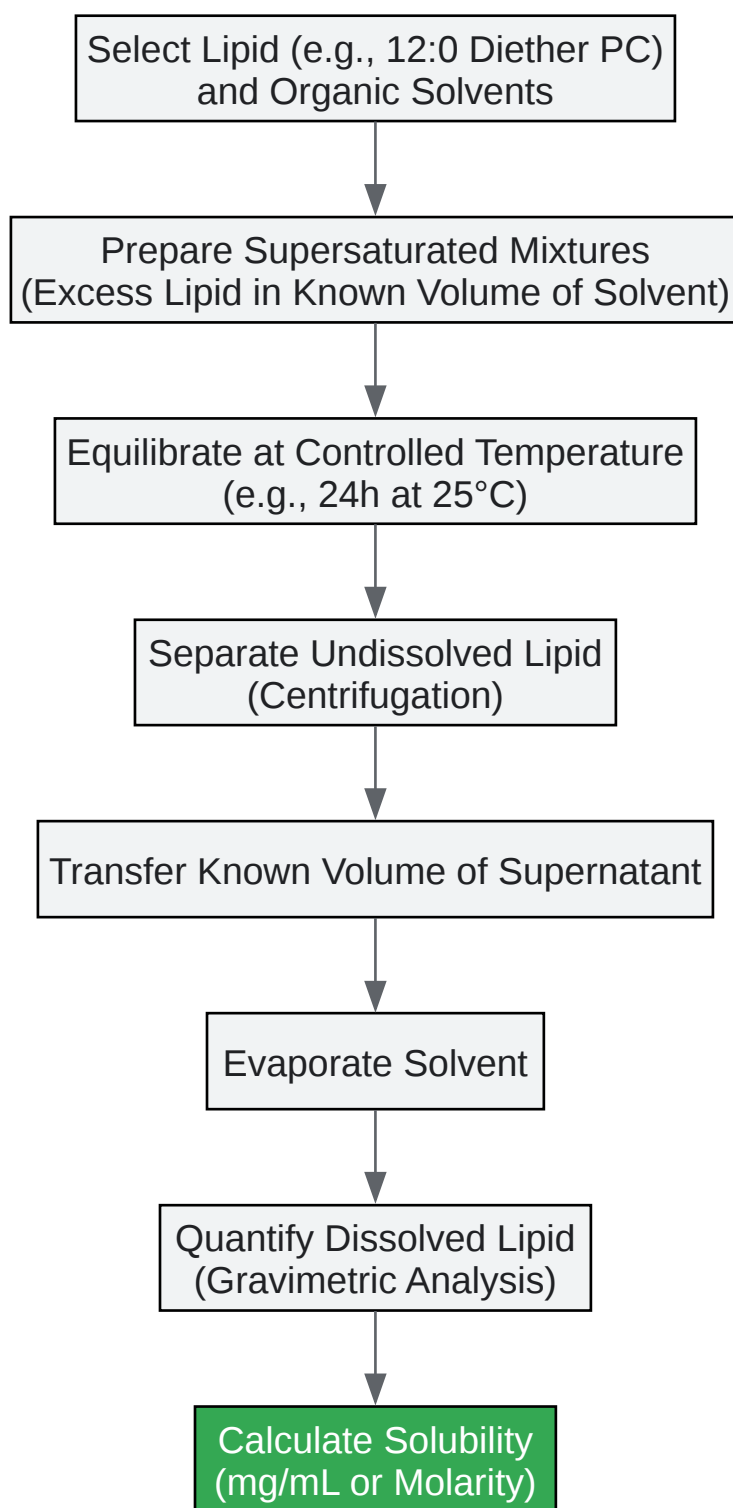 Select Lipid (e.g., 12:0 Diether PC)
and Organic Solvents
Prepare Supersaturated Mixtures
(Excess Lipid in Known Volume of Solvent)
Equilibrate at Controlled Temperature
(e.g., 24h at 25°C)
Separate Undissolved Lipid
(Centrifugation)
Transfer Known Volume of Supernatant
Evaporate Solvent
Quantify Dissolved Lipid
(Gravimetric Analysis)
Calculate Solubility
(mg/mL or Molarity)